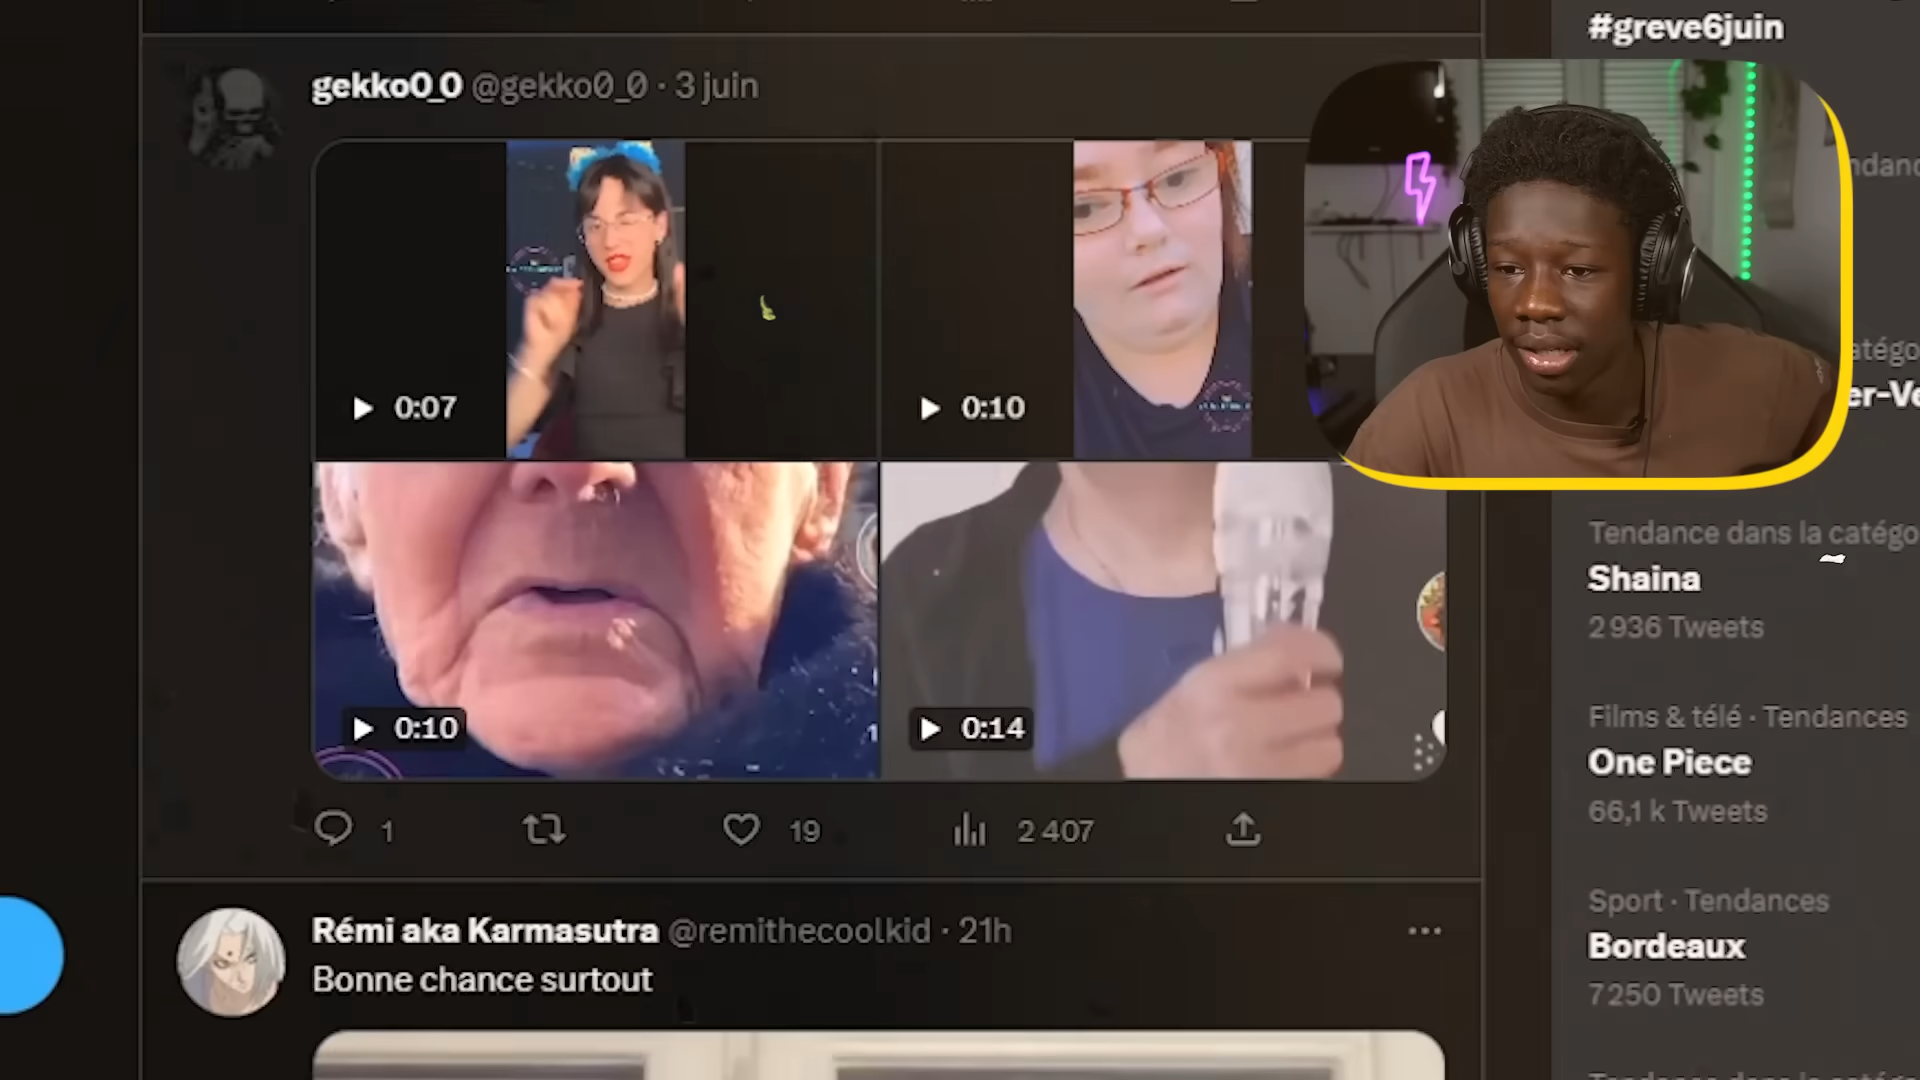 #greve6juin
gekko0_0 @gekko0_0 · 3 juin
0:07
0:10
0:10
0:14
1
19
2 407
Rémi aka Karmasutra @remithecoolkid · 21h
Bonne chance surtout
Tendance dans la catégo
Shaina
2 936 Tweets
Films & télé · Tendances
One Piece
66,1 k Tweets
Sport · Tendances
Bordeaux
7 250 Tweets